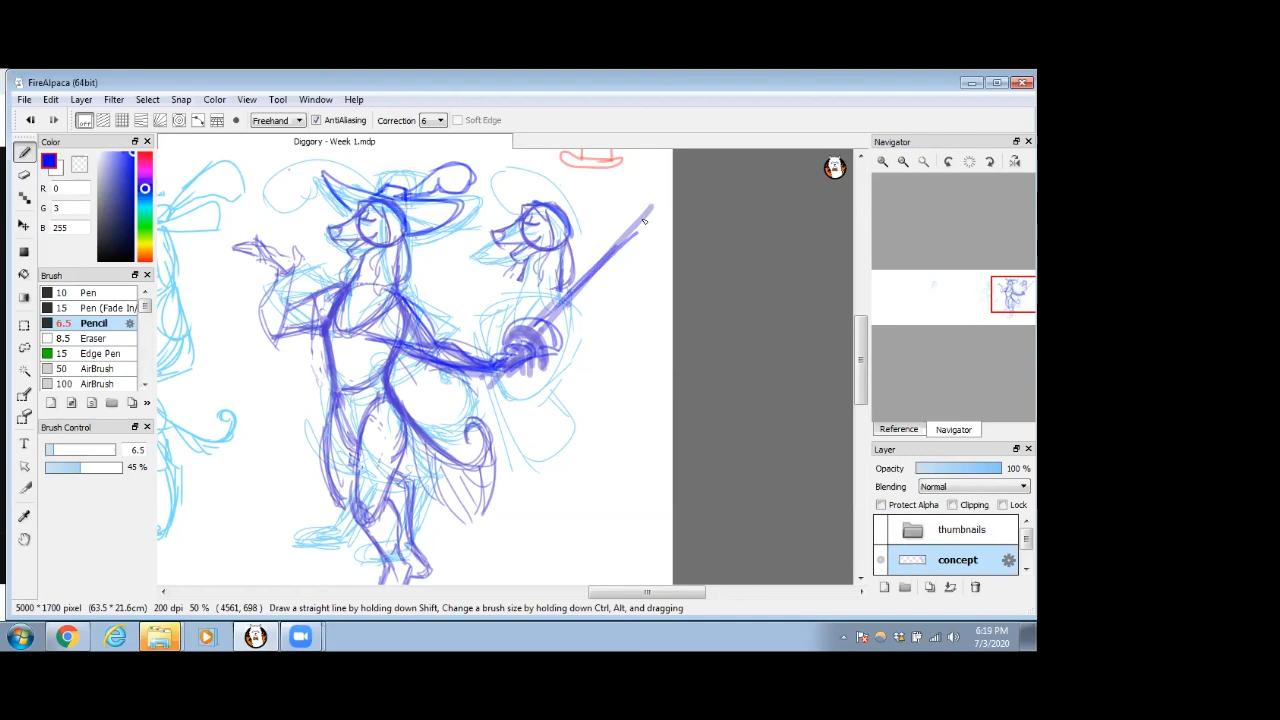 FireAlpaca (64bit)
File Edit Layer Filter Select Snap Color View Tool Window Help
off Freehand AntiAliasing Correction 6 Soft Edge
Color
Diggory - Week 1.mdp
Navigator
R 0
G 3
B 255
Brush
10 Pen
15 Pen (Fade In/
6.5 Pencil
8.5 Eraser
15 Edge Pen
50 AirBrush
100 AirBrush
Brush Control
6.5
45 %
T
Reference Navigator
Layer
Opacity 100 %
Blending Normal
Protect Alpha Clipping Lock
thumbnails
concept
5000 * 1700 pixel (63.5 * 21.6cm) 200 dpi 50 % ( 4561, 698 ) Draw a straight line by holding down Shift, Change a brush size by holding down Ctrl, Alt, and dragging
6:19 PM
7/3/2020